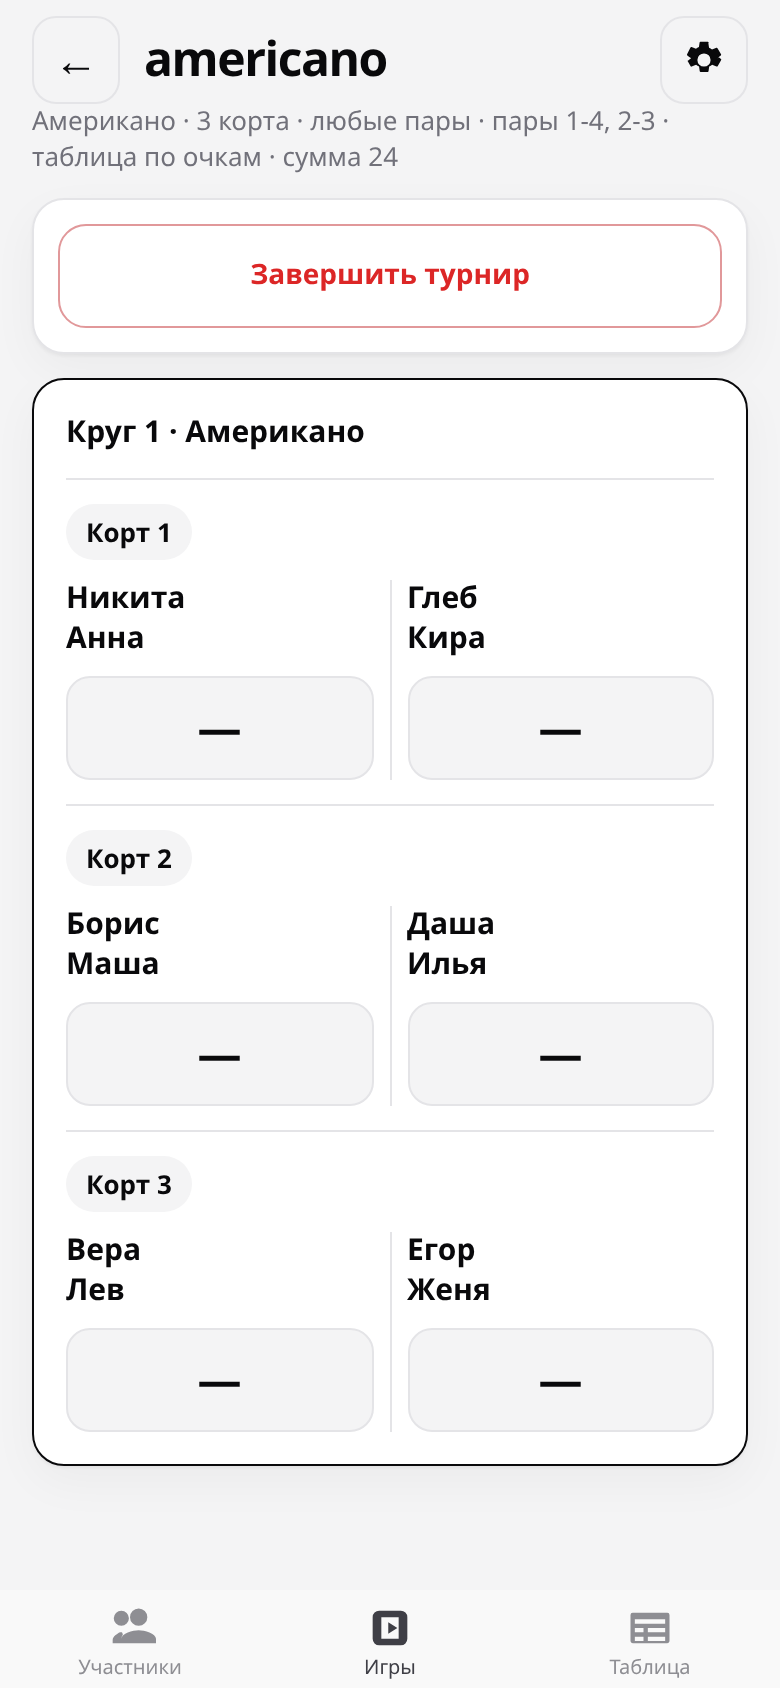 ←
americano
Американо · 3 корта · любые пары · пары 1-4, 2-3 ·
таблица по очкам · сумма 24
Завершить турнир
Круг 1 · Американо
Корт 1
Никита
Анна
Глеб
Кира
—
—
Корт 2
Борис
Маша
Даша
Илья
—
—
Корт 3
Вера
Лев
Егор
Женя
—
—
Участники
Игры
Таблица